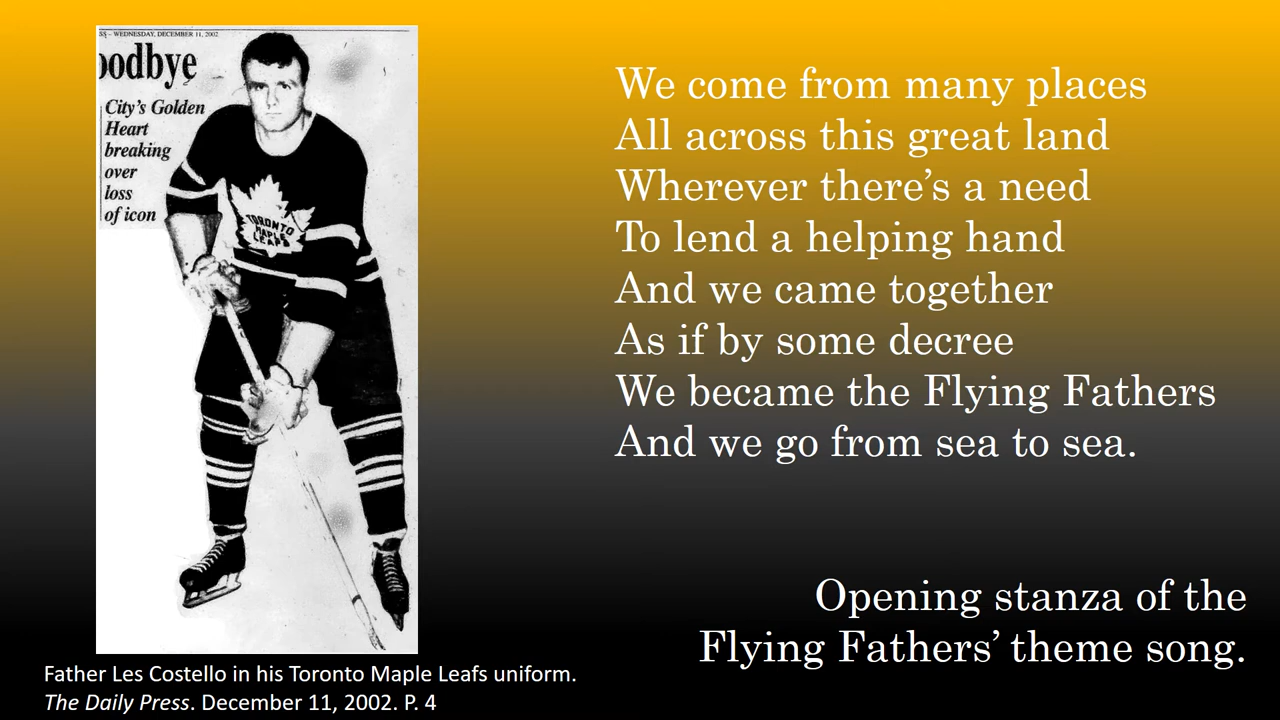 SS – WEDNESDAY, DECEMBER 11, 2002
oodbye
City's Golden
Heart
breaking
over
loss
of icon
TORONTO
MAPLE
LEAFS
We come from many places
All across this great land
Wherever there's a need
To lend a helping hand
And we came together
As if by some decree
We became the Flying Fathers
And we go from sea to sea.
Opening stanza of the
Flying Fathers' theme song.
Father Les Costello in his Toronto Maple Leafs uniform.
The Daily Press. December 11, 2002. P. 4